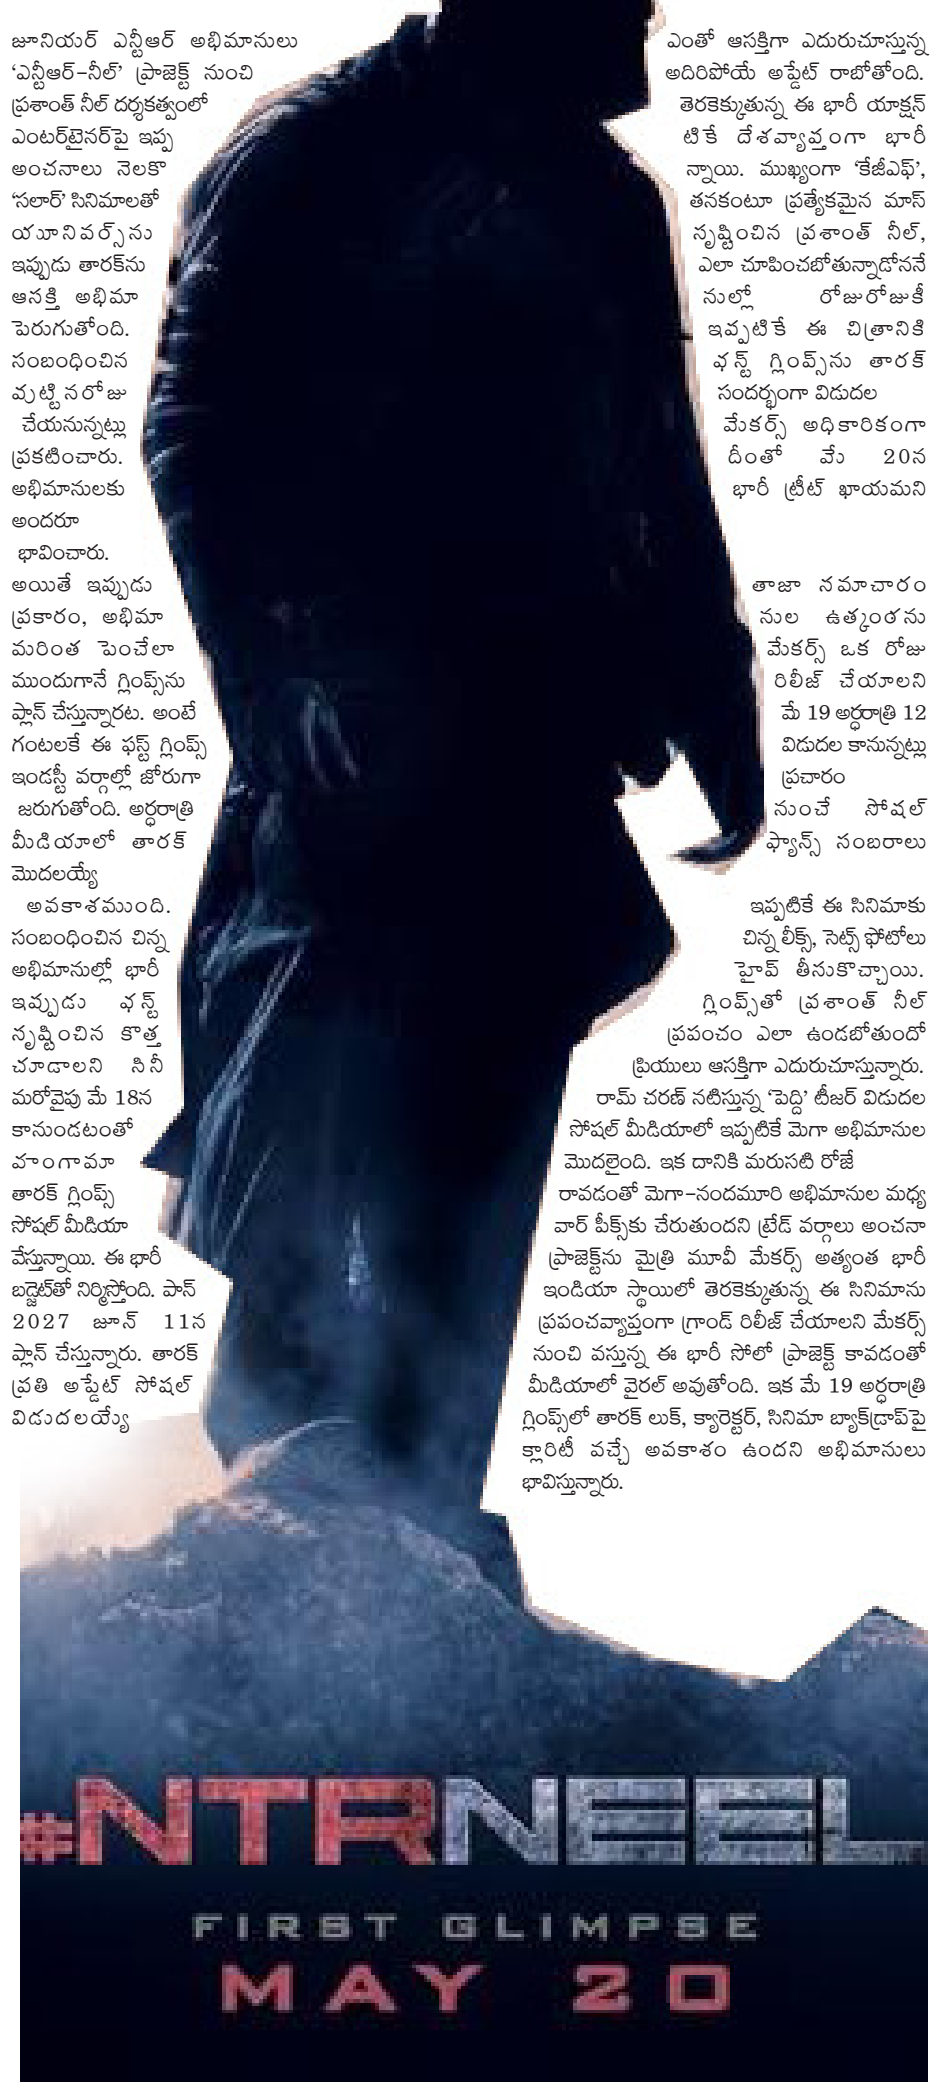 జూనియర్ ఎన్టీఆర్ అభిమానులు ఎంతో ఆసక్తిగా ఎదురుచూస్తున్న
‘ఎన్టీఆర్-నీల్’ ప్రాజెక్ట్ నుంచి అదిరిపోయే అప్డేట్ రాబోతోంది.
ప్రశాంత్ నీల్ దర్శకత్వంలో తెరకెక్కుతున్న ఈ భారీ యాక్షన్
ఎంటర్‌టైనర్‌పై ఇప్ప టికే దేశవ్యాప్తంగా భారీ
అంచనాలు నెలకొ న్నాయి. ముఖ్యంగా ‘కేజీఎఫ్’,
‘సలార్’ సినిమాలతో తనకంటూ ప్రత్యేకమైన మాస్
యూనివర్స్‌ను సృష్టించిన ప్రశాంత్ నీల్,
ఇప్పుడు తారక్‌ను ఎలా చూపించబోతున్నాడోననే
ఆసక్తి అభిమా నుల్లో రోజురోజుకీ
పెరుగుతోంది. ఇప్పటికే ఈ చిత్రానికి
సంబంధించిన ఫస్ట్ గ్లింప్స్‌ను తారక్
పుట్టినరోజు సందర్భంగా విడుదల
చేయనున్నట్లు మేకర్స్ అధికారికంగా
ప్రకటించారు. దీంతో మే 20న
అభిమానులకు భారీ ట్రీట్ ఖాయమని
అందరూ
భావించారు.
అయితే ఇప్పుడు తాజా సమాచారం
ప్రకారం, అభిమా నుల ఉత్కంఠను
మరింత పెంచేలా మేకర్స్ ఒక రోజు
ముందుగానే గ్లింప్స్‌ను రిలీజ్ చేయాలని
ప్లాన్ చేస్తున్నారట. అంటే మే 19 అర్ధరాత్రి 12
గంటలకే ఈ ఫస్ట్ గ్లింప్స్ విడుదల కానున్నట్లు
ఇండస్ట్రీ వర్గాల్లో జోరుగా ప్రచారం
జరుగుతోంది. అర్ధరాత్రి నుంచే సోషల్
మీడియాలో తారక్ ఫ్యాన్స్ సంబరాలు
మొదలయ్యే
అవకాశముంది. ఇప్పటికే ఈ సినిమాకు
సంబంధించిన చిన్న చిన్న లీక్స్, సెట్స్ ఫోటోలు
అభిమానుల్లో భారీ హైప్ తీసుకొచ్చాయి.
ఇప్పుడు ఫస్ట్ గ్లింప్స్‌తో ప్రశాంత్ నీల్
సృష్టించిన కొత్త ప్రపంచం ఎలా ఉండబోతుందో
చూడాలని సినీ ప్రియులు ఆసక్తిగా ఎదురుచూస్తున్నారు.
మరోవైపు మే 18న రామ్ చరణ్ నటిస్తున్న ‘పెద్ది’ టీజర్ విడుదల
కానుండటంతో సోషల్ మీడియాలో ఇప్పటికే మెగా అభిమానుల
హంగామా మొదలైంది. ఇక దానికి మరుసటి రోజే
తారక్ గ్లింప్స్ రావడంతో మెగా-నందమూరి అభిమానుల మధ్య
సోషల్ మీడియా వార్ పీక్స్‌కు చేరుతుందని ట్రేడ్ వర్గాలు అంచనా
వేస్తున్నాయి. ఈ భారీ ప్రాజెక్ట్‌ను మైత్రి మూవీ మేకర్స్ అత్యంత భారీ
బడ్జెట్‌తో నిర్మిస్తోంది. పాన్ ఇండియా స్థాయిలో తెరకెక్కుతున్న ఈ సినిమాను
2027 జూన్ 11న ప్రపంచవ్యాప్తంగా గ్రాండ్ రిలీజ్ చేయాలని మేకర్స్
ప్లాన్ చేస్తున్నారు. తారక్ నుంచి వస్తున్న ఈ భారీ సోలో ప్రాజెక్ట్ కావడంతో
ప్రతి అప్డేట్ సోషల్ మీడియాలో వైరల్ అవుతోంది. ఇక మే 19 అర్ధరాత్రి
విడుదలయ్యే గ్లింప్స్‌లో తారక్ లుక్, క్యారెక్టర్, సినిమా బ్యాక్‌డ్రాప్‌పై
క్లారిటీ వచ్చే అవకాశం ఉందని అభిమానులు
భావిస్తున్నారు.
#NTRNEEL
FIRST GLIMPSE
MAY 20